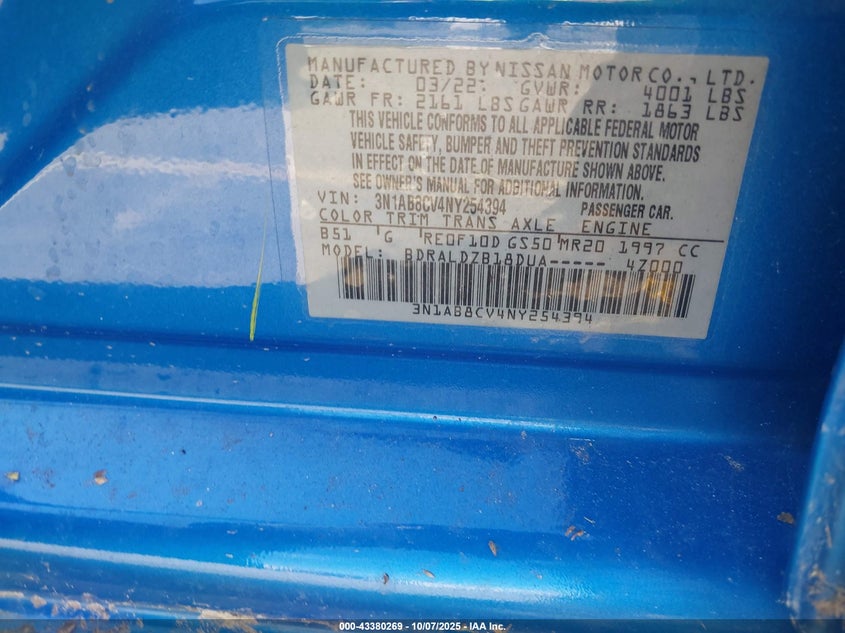 MANUFACTURED BY NISSAN MOTOR CO., LTD.
DATE: 03/22: GVWR: 4001 LBS
GAWR FR: 2161 LBS GAWR RR: 1863 LBS
THIS VEHICLE CONFORMS TO ALL APPLICABLE FEDERAL MOTOR
VEHICLE SAFETY, BUMPER AND THEFT PREVENTION STANDARDS
IN EFFECT ON THE DATE OF MANUFACTURE SHOWN ABOVE.
SEE OWNER'S MANUAL FOR ADDITIONAL INFORMATION.
VIN: 3N1AB8CV4NY254394 PASSENGER CAR.
COLOR TRIM TRANS AXLE ENGINE
B51 G RE0F10D GS50 MR20 1997 CC
MODEL: BDRALDZB18DUA----- 4Z000
3N1AB8CV4NY254394
000-43380269 - 10/07/2025 - IAA Inc.